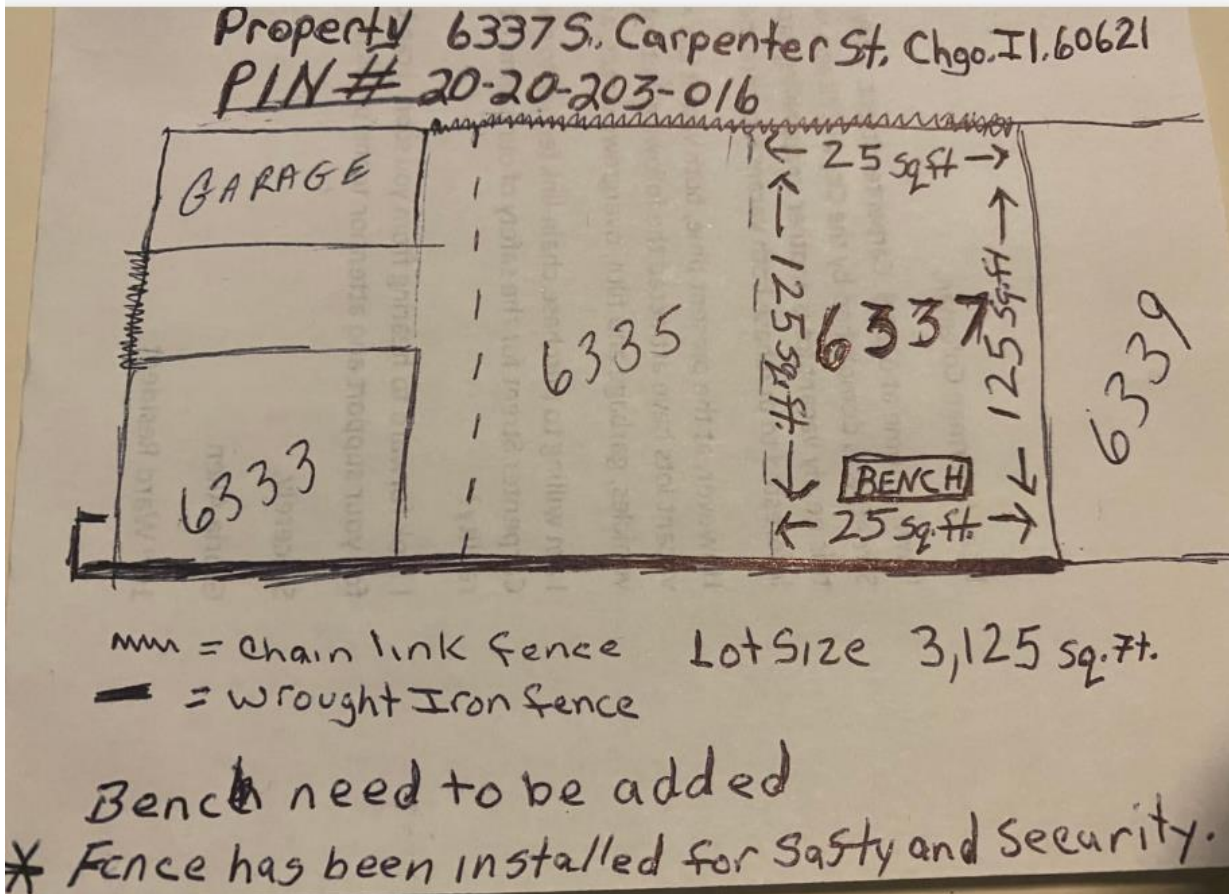 Property 6337 S. Carpenter St. Chgo. Il. 60621
PIN # 20-20-203-016
GARAGE
25 sq ft
125 sq. ft.
6335
6337
125 sq. ft
6339
6333
BENCH
25 sq. ft.
= Chain link fence Lot Size 3,125 sq. ft.
= Wrought Iron fence
Bench need to be added
* Fence has been installed for Safty and Security.